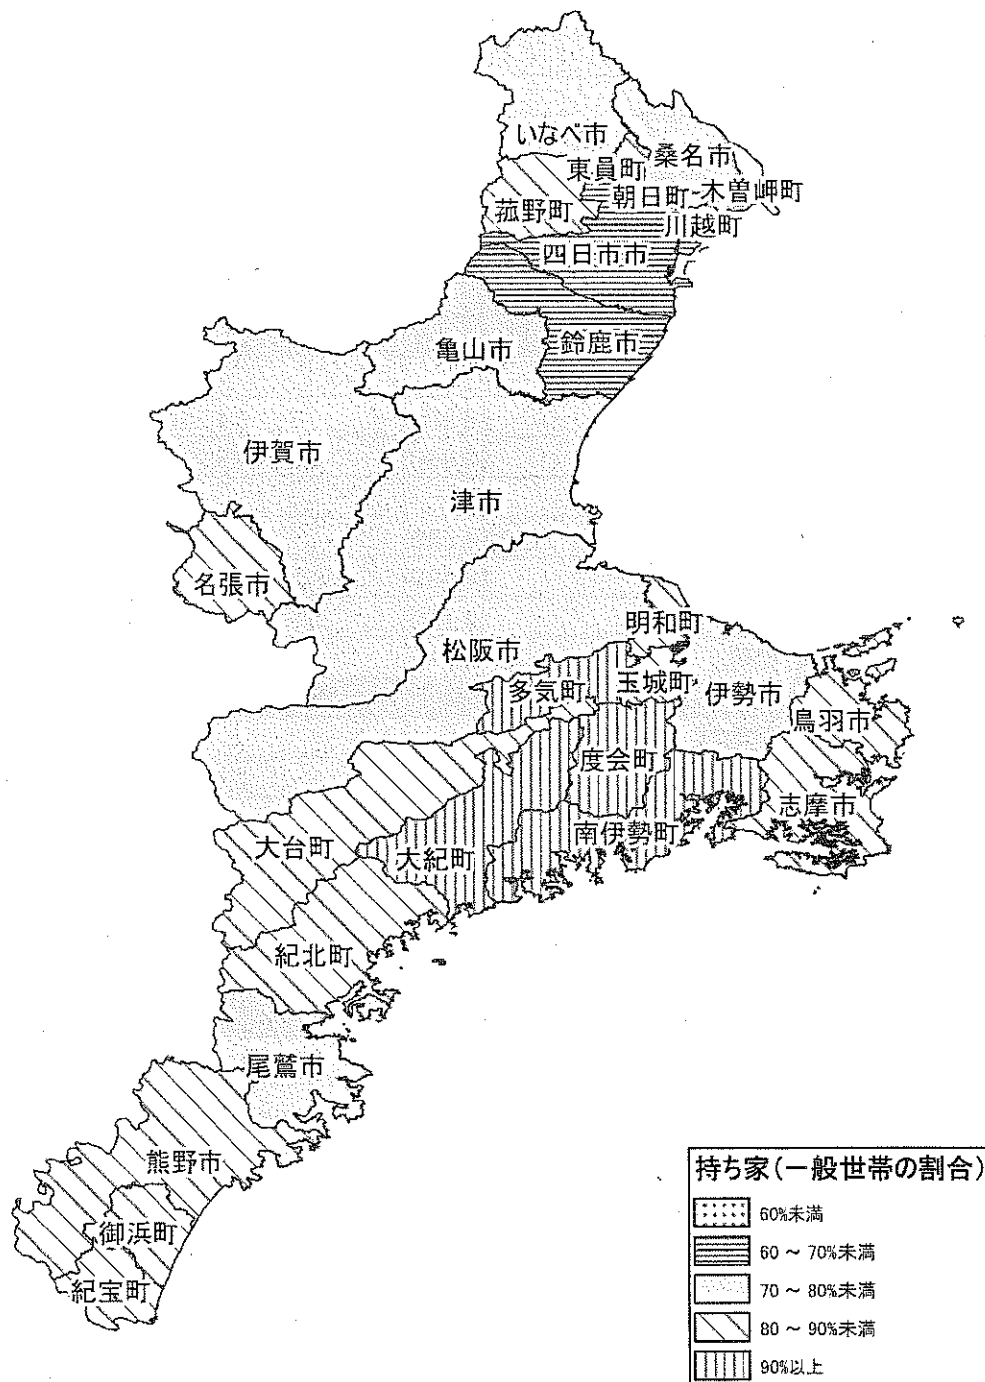 いなべ市
桑名市
東員町
朝日町
木曽岬町
菰野町
川越町
四日市市
鈴鹿市
亀山市
伊賀市
津市
名張市
明和町
松阪市
多気町
玉城町
伊勢市
鳥羽市
度会町
志摩市
南伊勢町
大台町
大紀町
紀北町
尾鷲市
熊野市
御浜町
紀宝町
持ち家(一般世帯の割合)
60%未満
60 ～ 70%未満
70 ～ 80%未満
80 ～ 90%未満
90%以上